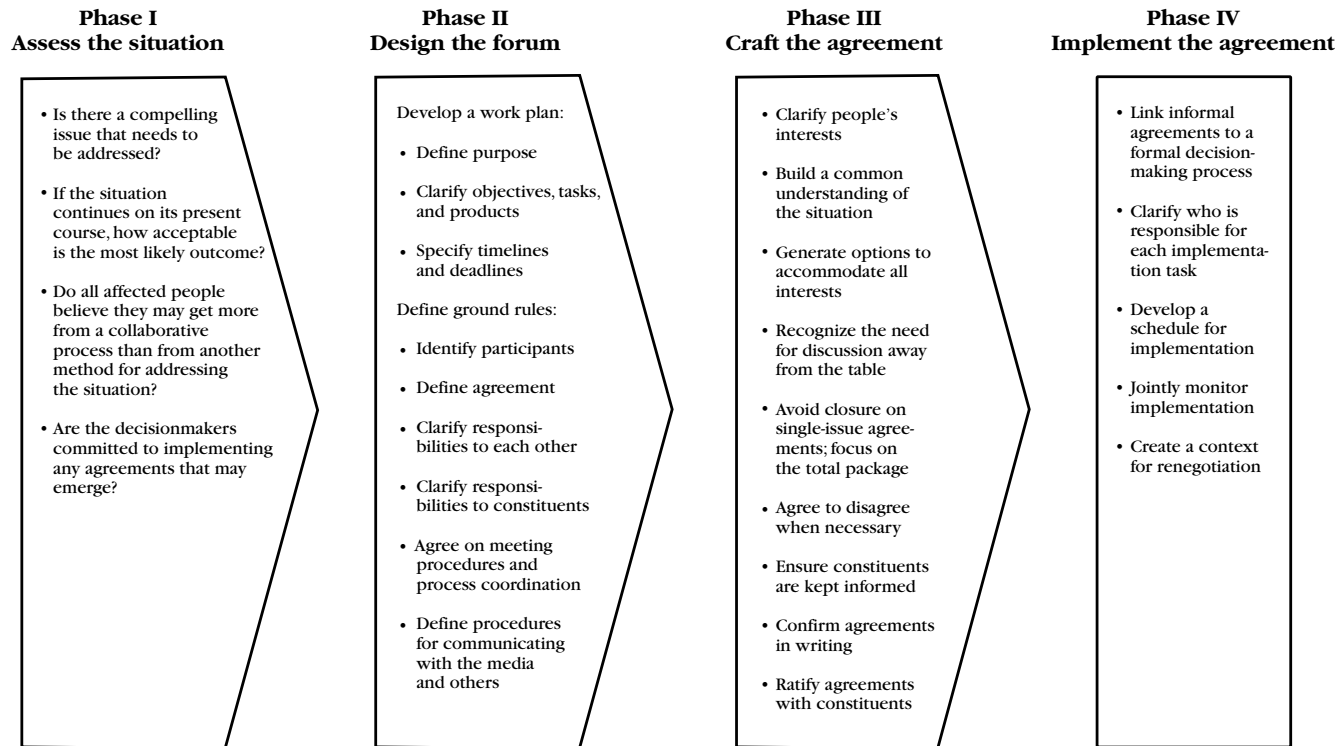 Phase I
Assess the situation
• Is there a compelling
issue that needs to
be addressed?
• If the situation
continues on its present
course, how acceptable
is the most likely outcome?
• Do all affected people
believe they may get more
from a collaborative
process than from another
method for addressing
the situation?
• Are the decisionmakers
committed to implementing
any agreements that may
emerge?
Phase II
Design the forum
Develop a work plan:
• Define purpose
• Clarify objectives, tasks,
and products
• Specify timelines
and deadlines
Define ground rules:
• Identify participants
• Define agreement
• Clarify responsi-
bilities to each other
• Clarify responsi-
bilities to constituents
• Agree on meeting
procedures and
process coordination
• Define procedures
for communicating
with the media
and others
Phase III
Craft the agreement
• Clarify people’s
interests
• Build a common
understanding of
the situation
• Generate options to
accommodate all
interests
• Recognize the need
for discussion away
from the table
• Avoid closure on
single-issue agree-
ments; focus on
the total package
• Agree to disagree
when necessary
• Ensure constituents
are kept informed
• Confirm agreements
in writing
• Ratify agreements
with constituents
Phase IV
Implement the agreement
• Link informal
agreements to a
formal decision-
making process
• Clarify who is
responsible for
each implementa-
tion task
• Develop a
schedule for
implementation
• Jointly monitor
implementation
• Create a context
for renegotiation